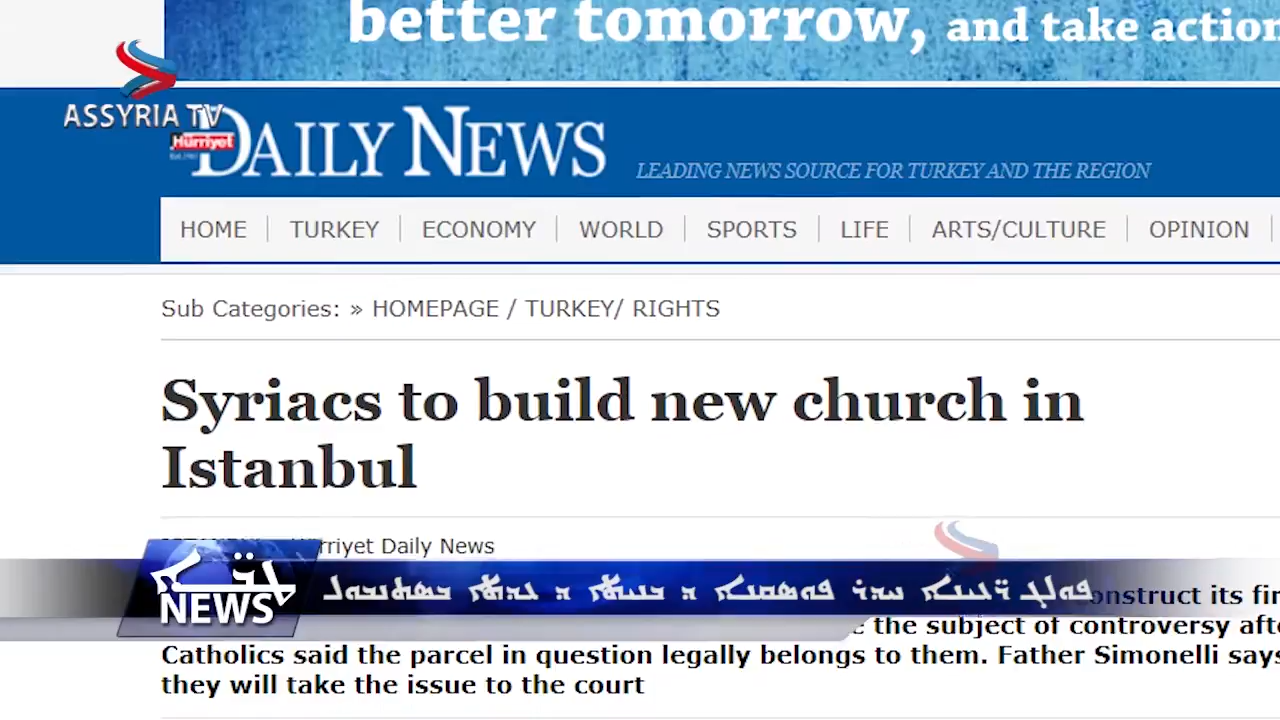 better tomorrow, and take action
ASSYRIA TV
Hürriyet
DAILY NEWS
LEADING NEWS SOURCE FOR TURKEY AND THE REGION
HOME TURKEY ECONOMY WORLD SPORTS LIFE ARTS/CULTURE OPINION
Sub Categories: » HOMEPAGE / TURKEY/ RIGHTS
Syriacs to build new church in
Istanbul
Hürriyet Daily News
NEWS
construct its fir
the subject of controversy afte
Catholics said the parcel in question legally belongs to them. Father Simonelli says
they will take the issue to the court